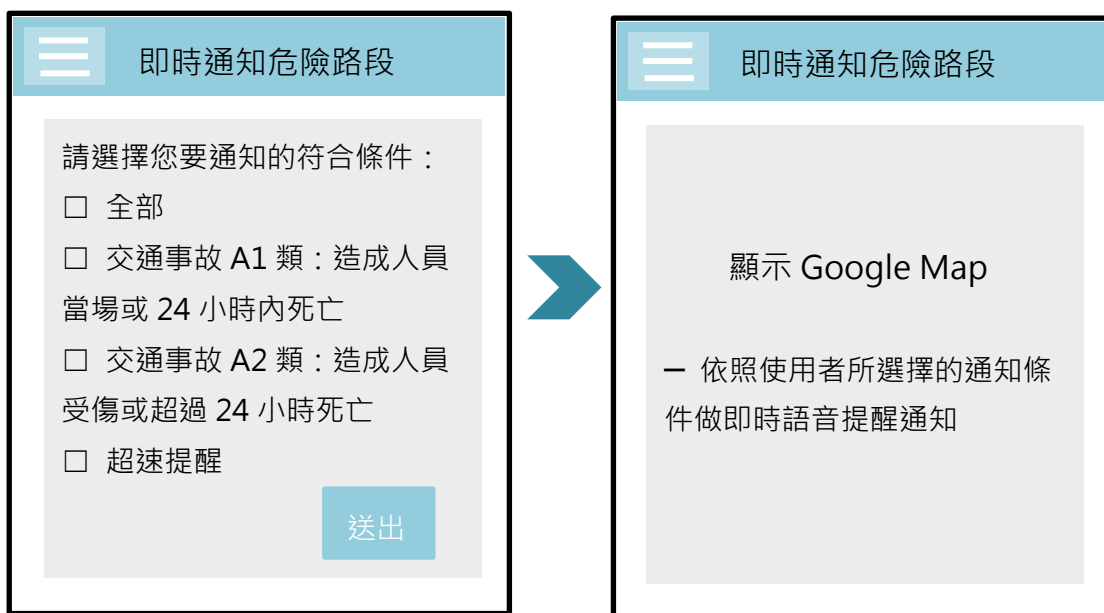 即時通知危險路段
請選擇您要通知的符合條件：
□ 全部
□ 交通事故 A1 類：造成人員
當場或 24 小時內死亡
□ 交通事故 A2 類：造成人員
受傷或超過 24 小時死亡
□ 超速提醒
送出
即時通知危險路段
顯示 Google Map
– 依照使用者所選擇的通知條
件做即時語音提醒通知